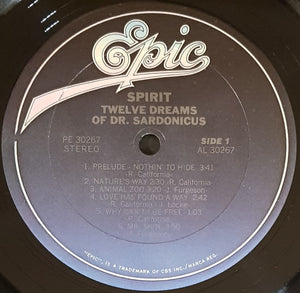 Epic
SPIRIT
TWELVE DREAMS
OF DR. SARDONICUS
PE 30267
STEREO
SIDE 1
AL 30267
1. PRELUDE - NOTHIN' TO HIDE 3:41
R. California
2. NATURE'S WAY 2:30 R. California
3. ANIMAL ZOO 3:20 J. Furgeson
4. LOVE HAS FOUND A WAY 2:42
R. California - J. Locke
5. WHY CAN'T I BE FREE 1:03
R. California
6. MR. SKIN 3:50
J. Furgeson
"EPIC", IS A TRADEMARK OF CBS INC./MARCA REG.